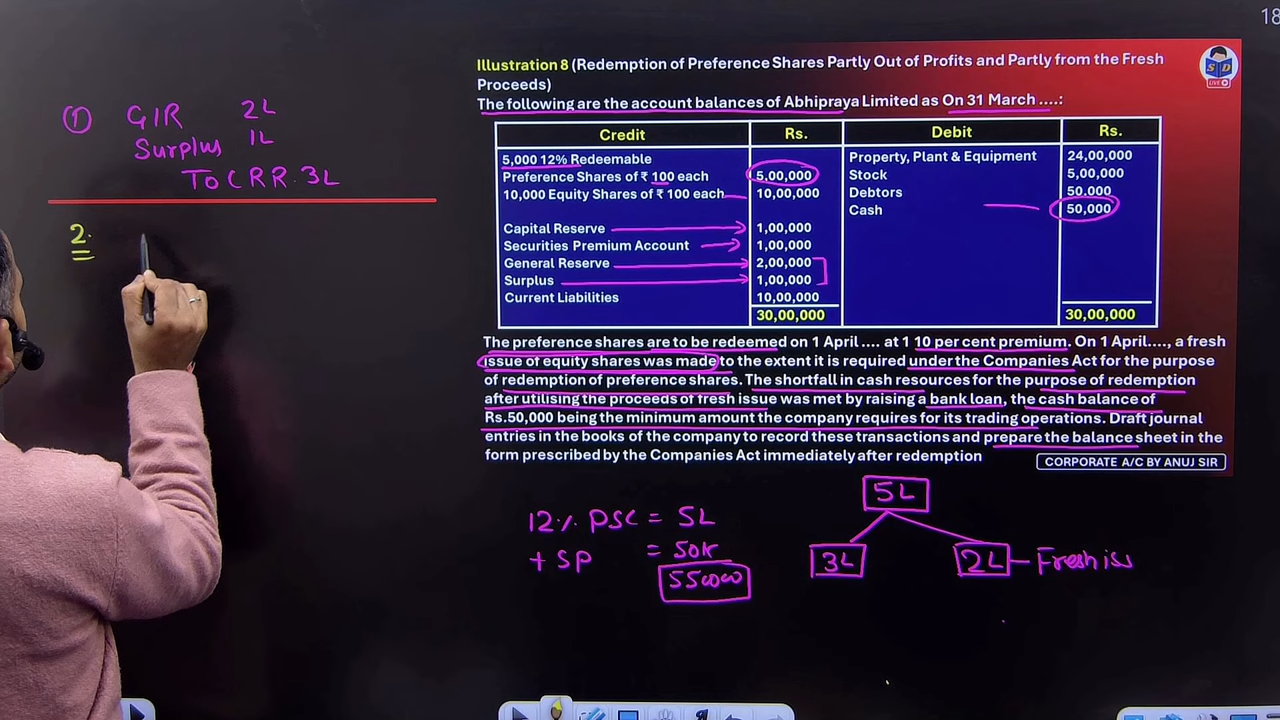 18
① G/R 2L
Surplus 1L
To CRR 3L
2.
Illustration 8 (Redemption of Preference Shares Partly Out of Profits and Partly from the Fresh
Proceeds)
The following are the account balances of Abhipraya Limited as On 31 March ....:
SD
LIVE
Credit Rs. Debit Rs.
5,000 12% Redeemable Property, Plant & Equipment 24,00,000
Preference Shares of ₹ 100 each 5,00,000 Stock 5,00,000
10,000 Equity Shares of ₹ 100 each 10,00,000 Debtors 50,000
Cash 50,000
Capital Reserve 1,00,000
Securities Premium Account 1,00,000
General Reserve 2,00,000
Surplus 1,00,000
Current Liabilities 10,00,000
30,00,000 30,00,000
The preference shares are to be redeemed on 1 April .... at 1 10 per cent premium. On 1 April...., a fresh
issue of equity shares was made to the extent it is required under the Companies Act for the purpose
of redemption of preference shares. The shortfall in cash resources for the purpose of redemption
after utilising the proceeds of fresh issue was met by raising a bank loan, the cash balance of
Rs.50,000 being the minimum amount the company requires for its trading operations. Draft journal
entries in the books of the company to record these transactions and prepare the balance sheet in the
form prescribed by the Companies Act immediately after redemption
CORPORATE A/C BY ANUJ SIR
12% PSC = 5L
+ SP = 50K
550000
5L
3L 2L - Fresh iss